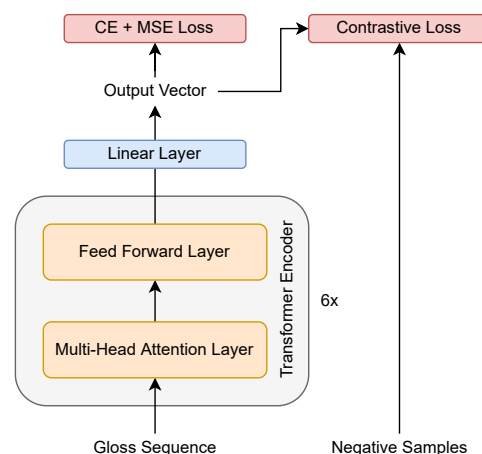 CE + MSE Loss
Contrastive Loss
Output Vector
Linear Layer
Feed Forward Layer
Multi-Head Attention Layer
Transformer Encoder
6x
Gloss Sequence
Negative Samples